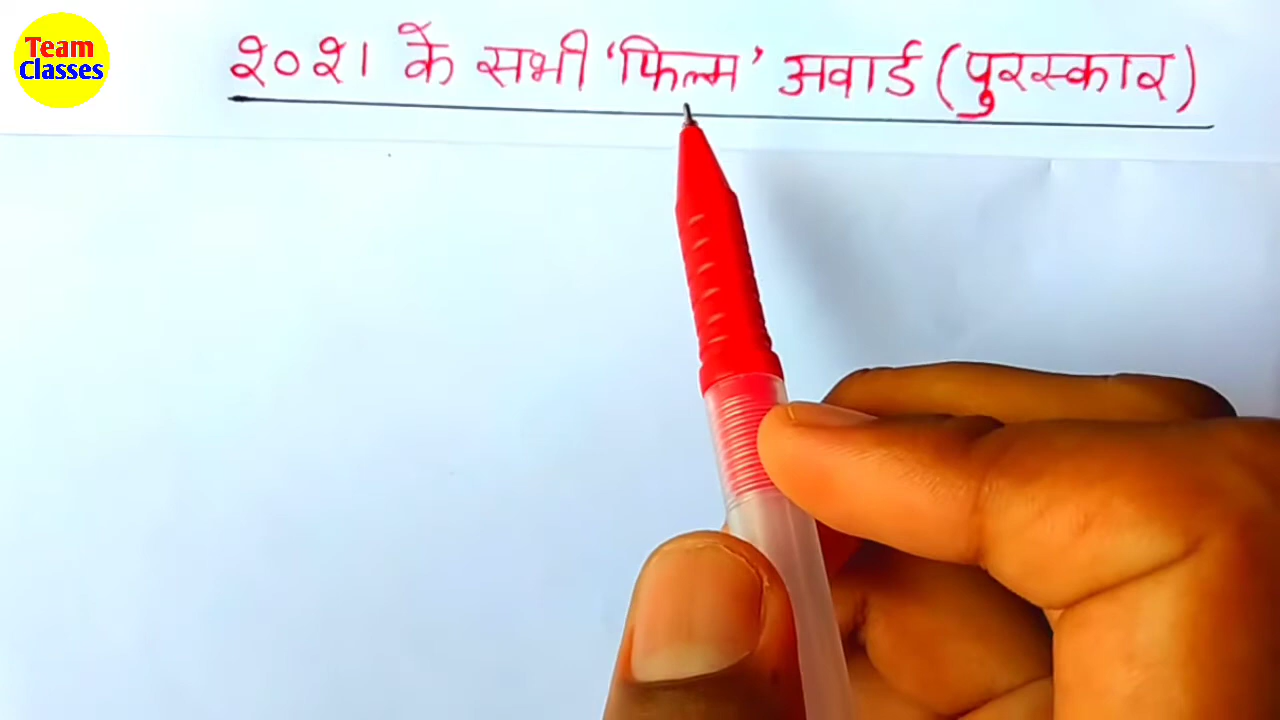 Team
Classes
२०२१ के सभी 'फिल्म' अवार्ड (पुरस्कार)